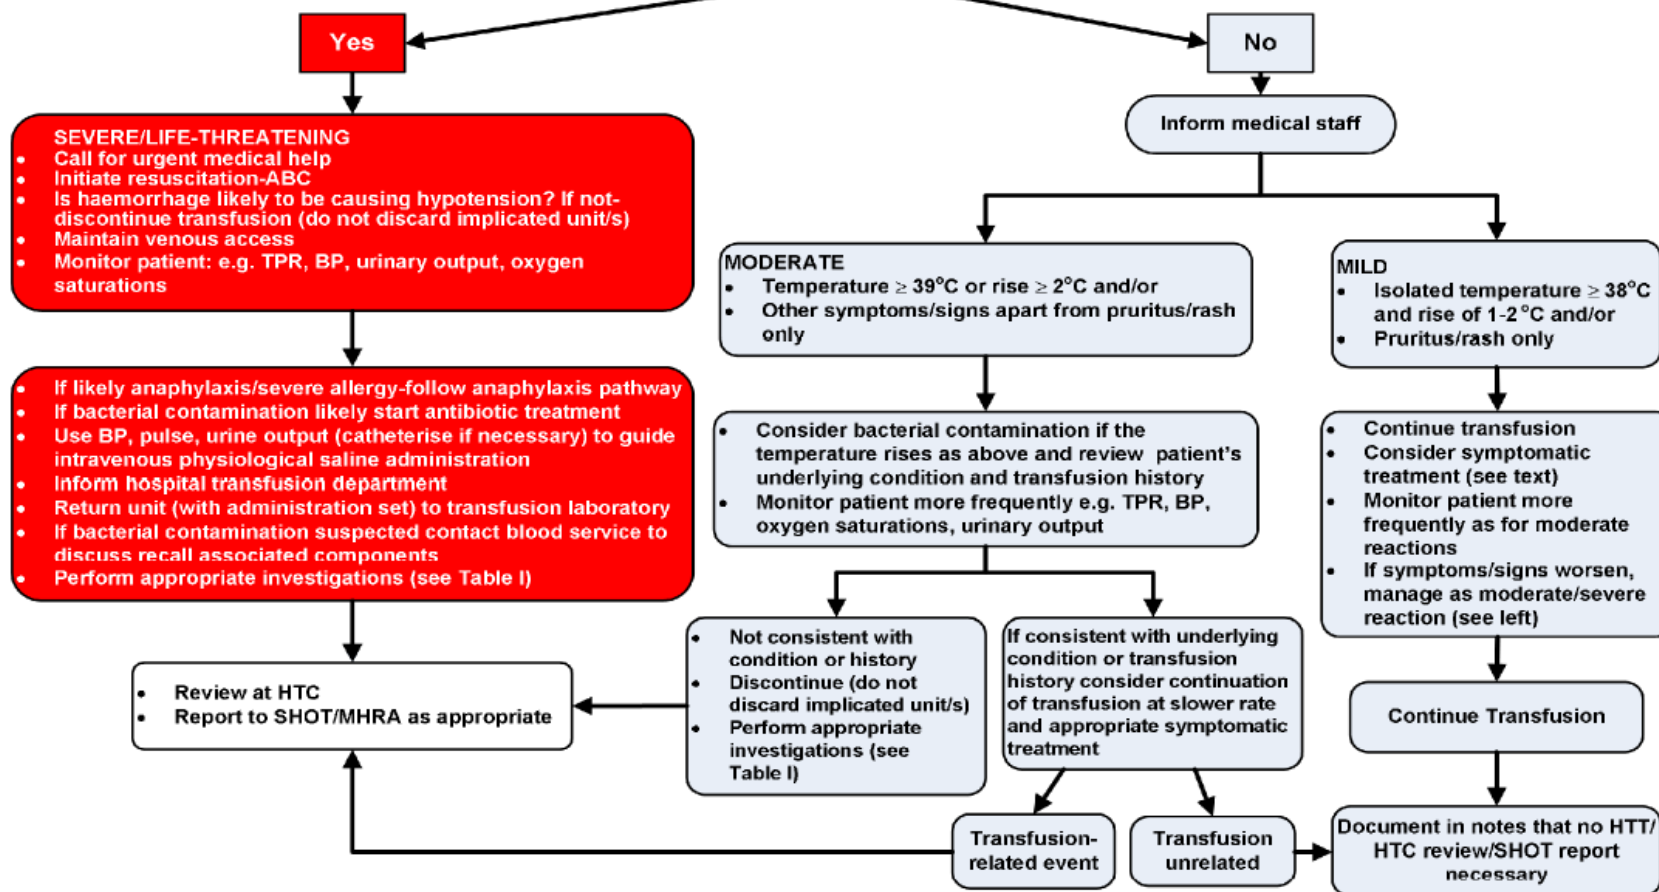 Yes
No
SEVERE/LIFE-THREATENING
• Call for urgent medical help
• Initiate resuscitation-ABC
• Is haemorrhage likely to be causing hypotension? If not-
discontinue transfusion (do not discard implicated unit/s)
• Maintain venous access
• Monitor patient: e.g. TPR, BP, urinary output, oxygen
saturations
• If likely anaphylaxis/severe allergy-follow anaphylaxis pathway
• If bacterial contamination likely start antibiotic treatment
• Use BP, pulse, urine output (catheterise if necessary) to guide
intravenous physiological saline administration
• Inform hospital transfusion department
• Return unit (with administration set) to transfusion laboratory
• If bacterial contamination suspected contact blood service to
discuss recall associated components
• Perform appropriate investigations (see Table I)
• Review at HTC
• Report to SHOT/MHRA as appropriate
Inform medical staff
MODERATE
• Temperature ≥ 39°C or rise ≥ 2°C and/or
• Other symptoms/signs apart from pruritus/rash
only
• Consider bacterial contamination if the
temperature rises as above and review patient's
underlying condition and transfusion history
• Monitor patient more frequently e.g. TPR, BP,
oxygen saturations, urinary output
• Not consistent with
condition or history
• Discontinue (do not
discard implicated unit/s)
• Perform appropriate
investigations (see
Table I)
If consistent with underlying
condition or transfusion
history consider continuation
of transfusion at slower rate
and appropriate symptomatic
treatment
Transfusion-
related event
Transfusion
unrelated
MILD
• Isolated temperature ≥ 38°C
and rise of 1-2°C and/or
• Pruritus/rash only
• Continue transfusion
• Consider symptomatic
treatment (see text)
• Monitor patient more
frequently as for moderate
reactions
• If symptoms/signs worsen,
manage as moderate/severe
reaction (see left)
Continue Transfusion
Document in notes that no HTT/
HTC review/SHOT report
necessary